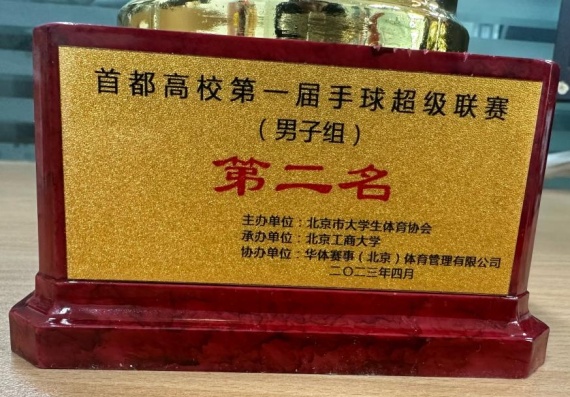 首都高校第一届手球超级联赛
（男子组）
第二名
主办单位：北京市大学生体育协会
承办单位：北京工商大学
协办单位：华体赛事（北京）体育管理有限公司
二〇二三年四月